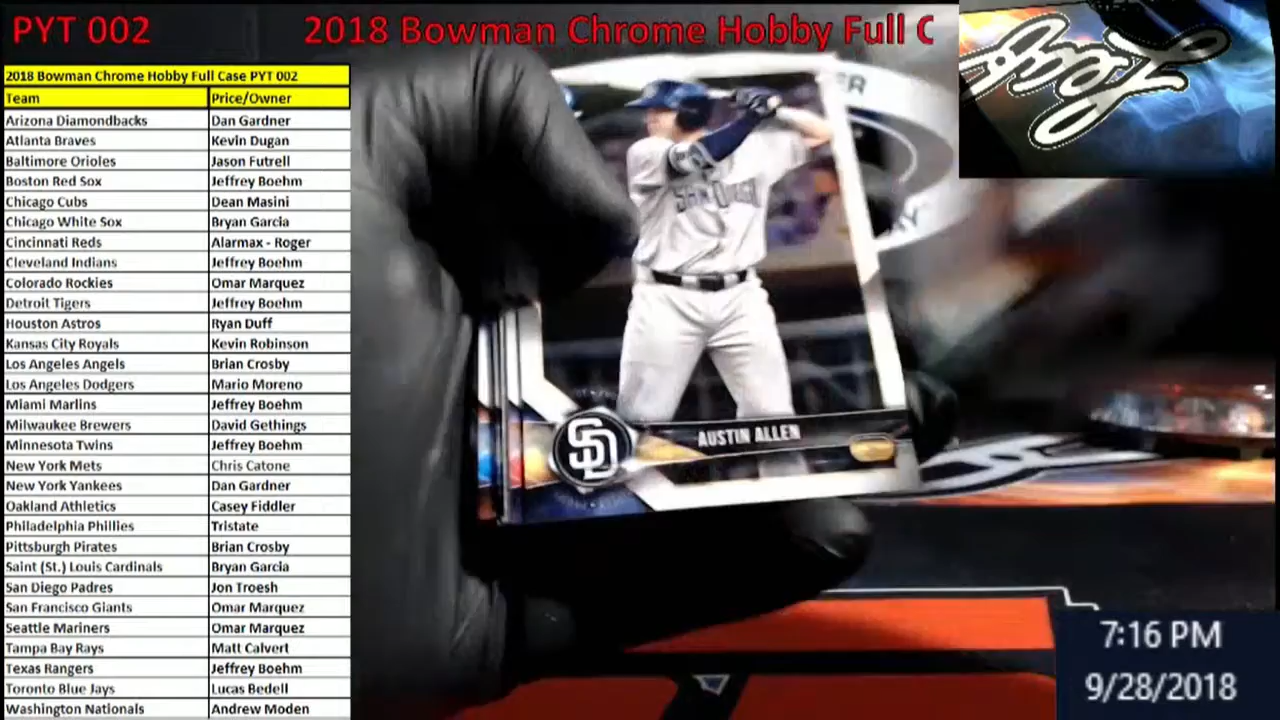 PYT 002 2018 Bowman Chrome Hobby Full C
2018 Bowman Chrome Hobby Full Case PYT 002
Team Price/Owner
Arizona Diamondbacks Dan Gardner
Atlanta Braves Kevin Dugan
Baltimore Orioles Jason Futrell
Boston Red Sox Jeffrey Boehm
Chicago Cubs Dean Masini
Chicago White Sox Bryan Garcia
Cincinnati Reds Alarmax - Roger
Cleveland Indians Jeffrey Boehm
Colorado Rockies Omar Marquez
Detroit Tigers Jeffrey Boehm
Houston Astros Ryan Duff
Kansas City Royals Kevin Robinson
Los Angeles Angels Brian Crosby
Los Angeles Dodgers Mario Moreno
Miami Marlins Jeffrey Boehm
Milwaukee Brewers David Gethings
Minnesota Twins Jeffrey Boehm
New York Mets Chris Catone
New York Yankees Dan Gardner
Oakland Athletics Casey Fiddler
Philadelphia Phillies Tristate
Pittsburgh Pirates Brian Crosby
Saint (St.) Louis Cardinals Bryan Garcia
San Diego Padres Jon Troesh
San Francisco Giants Omar Marquez
Seattle Mariners Omar Marquez
Tampa Bay Rays Matt Calvert
Texas Rangers Jeffrey Boehm
Toronto Blue Jays Lucas Bedell
Washington Nationals Andrew Moden
SAN DIEGO
SD
AUSTIN ALLEN
7:16 PM
9/28/2018